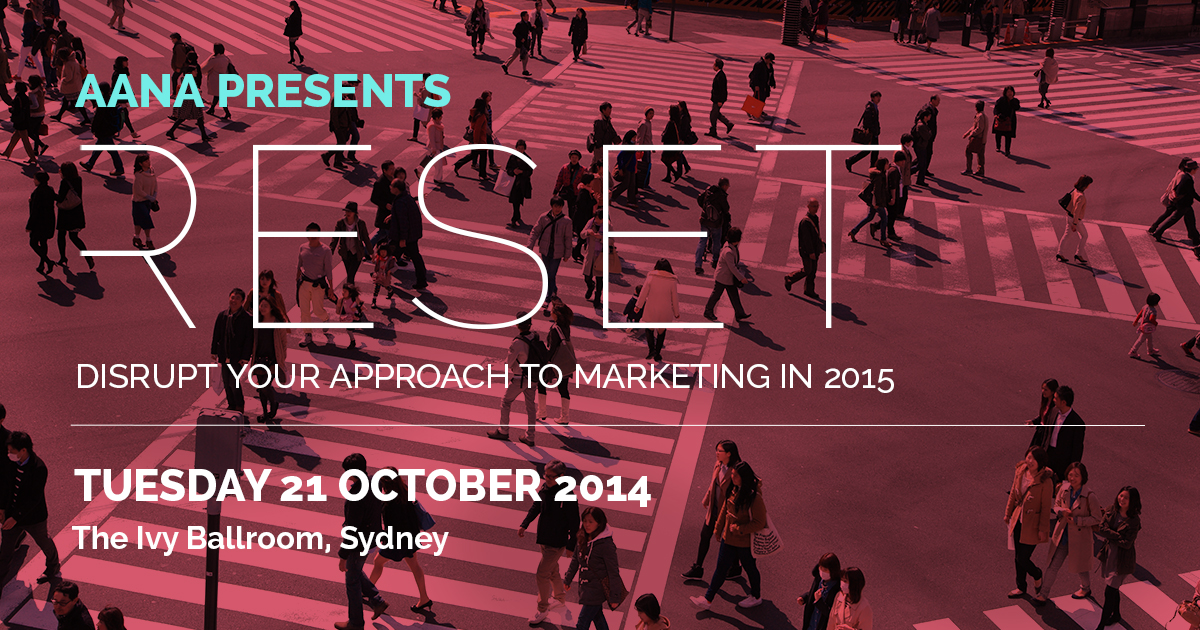 AANA PRESENTS
RESET
DISRUPT YOUR APPROACH TO MARKETING IN 2015
TUESDAY 21 OCTOBER 2014
The Ivy Ballroom, Sydney